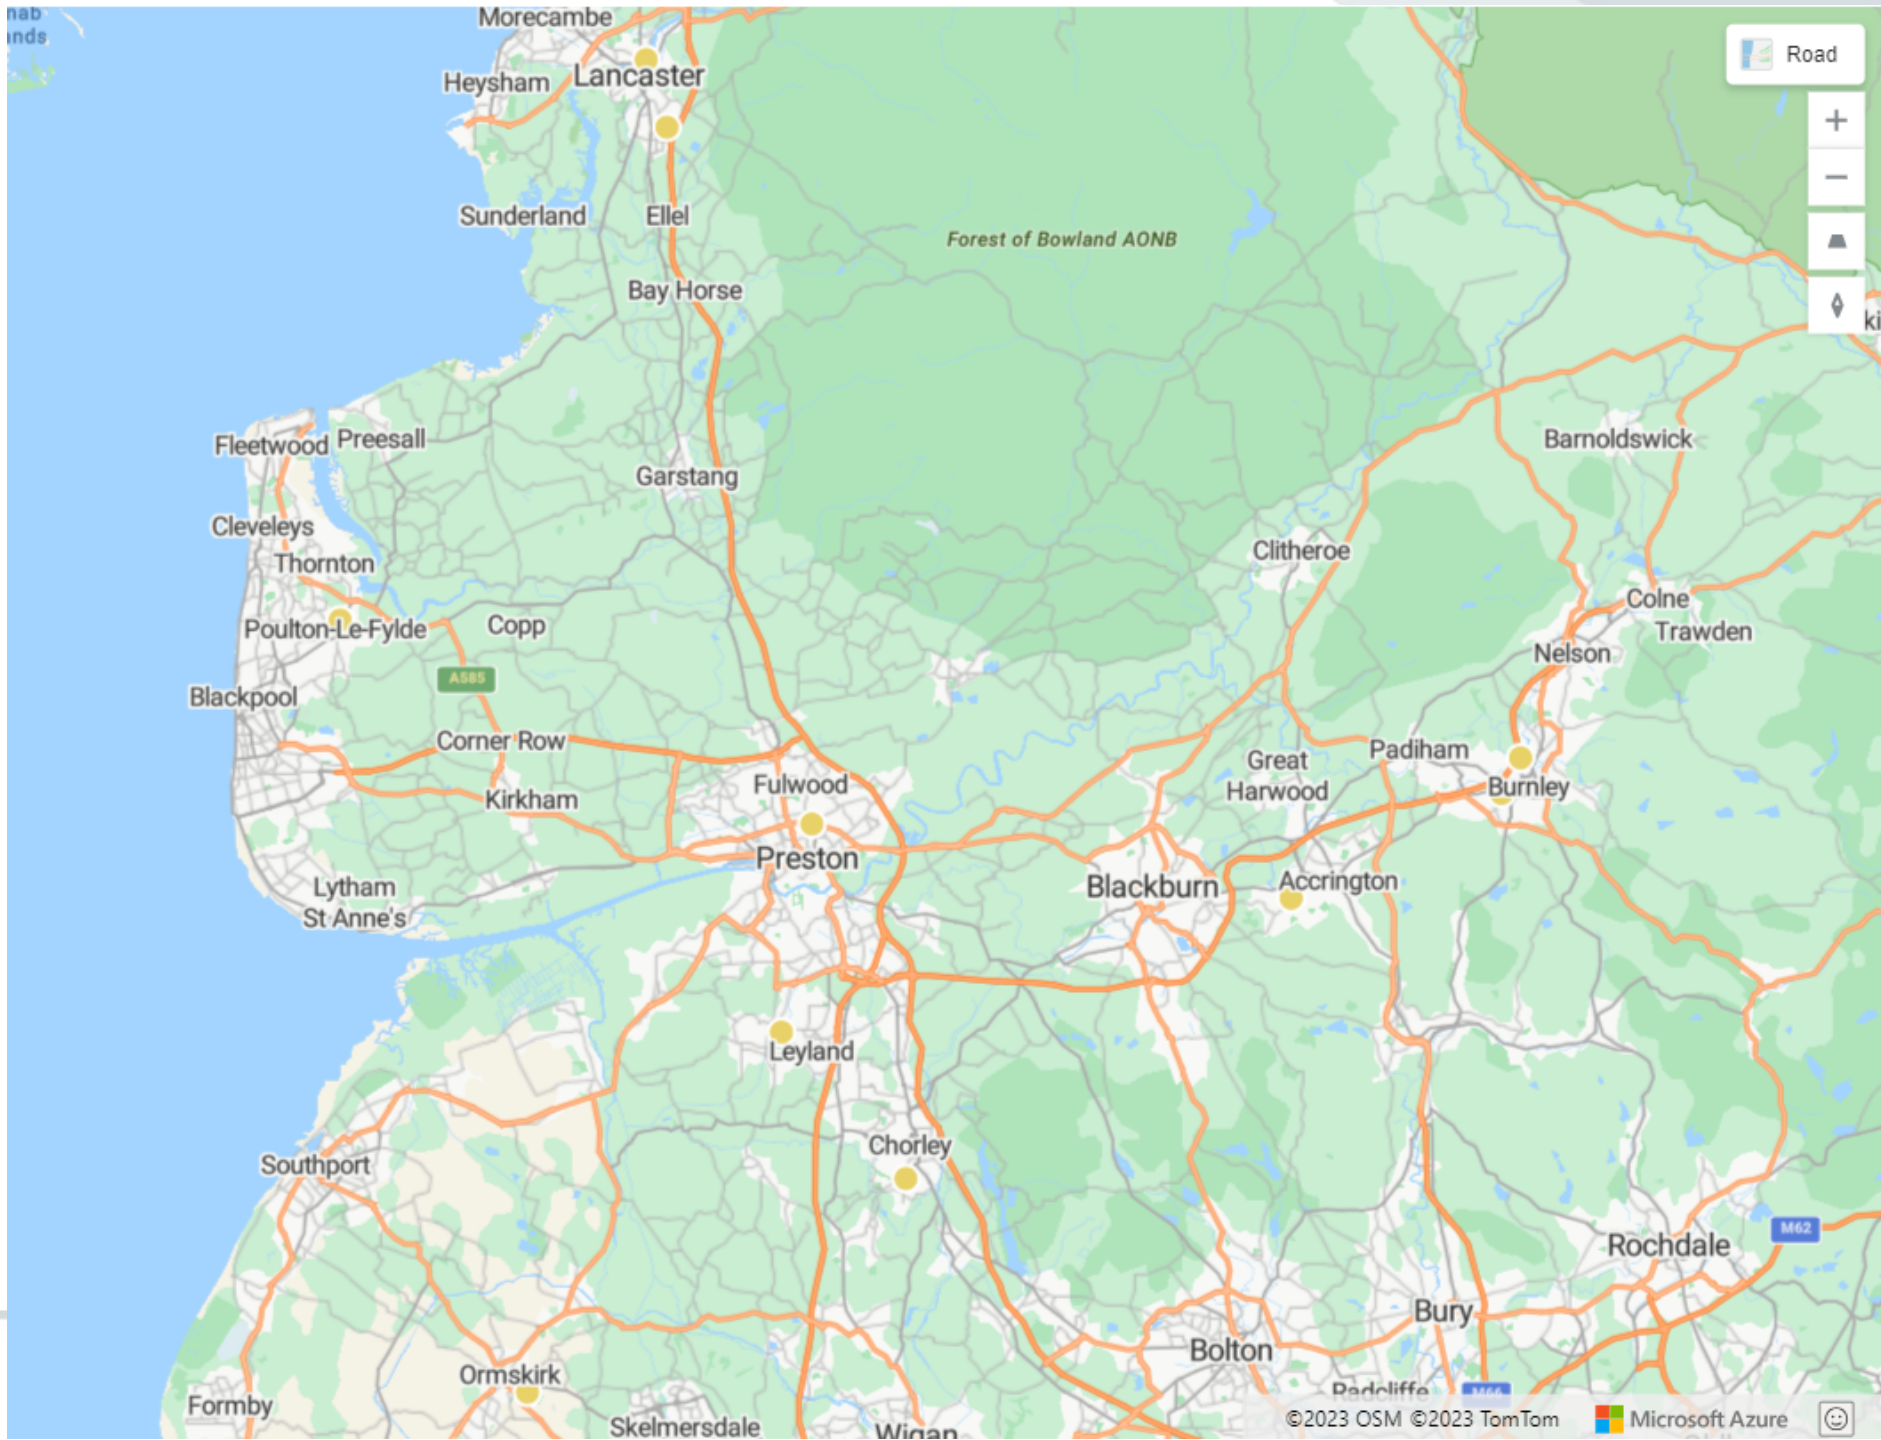 Morecambe
Road
Lancaster
Heysham
Sunderland
Ellel
Forest of Bowland AONB
Bay Horse
Fleetwood
Preesall
Barnoldswick
Garstang
Cleveleys
Thornton
Clitheroe
Colne
Poulton-Le-Fylde
Copp
Trawden
Nelson
A585
Blackpool
Corner Row
Padiham
Great
Harwood
Fulwood
Burnley
Kirkham
Preston
Blackburn
Accrington
Lytham
St Anne's
Leyland
Chorley
Southport
M62
Rochdale
Bury
Bolton
Ormskirk
Radcliffe
M66
Formby
Skelmersdale
Wigan
©2023 OSM ©2023 TomTom
Microsoft Azure